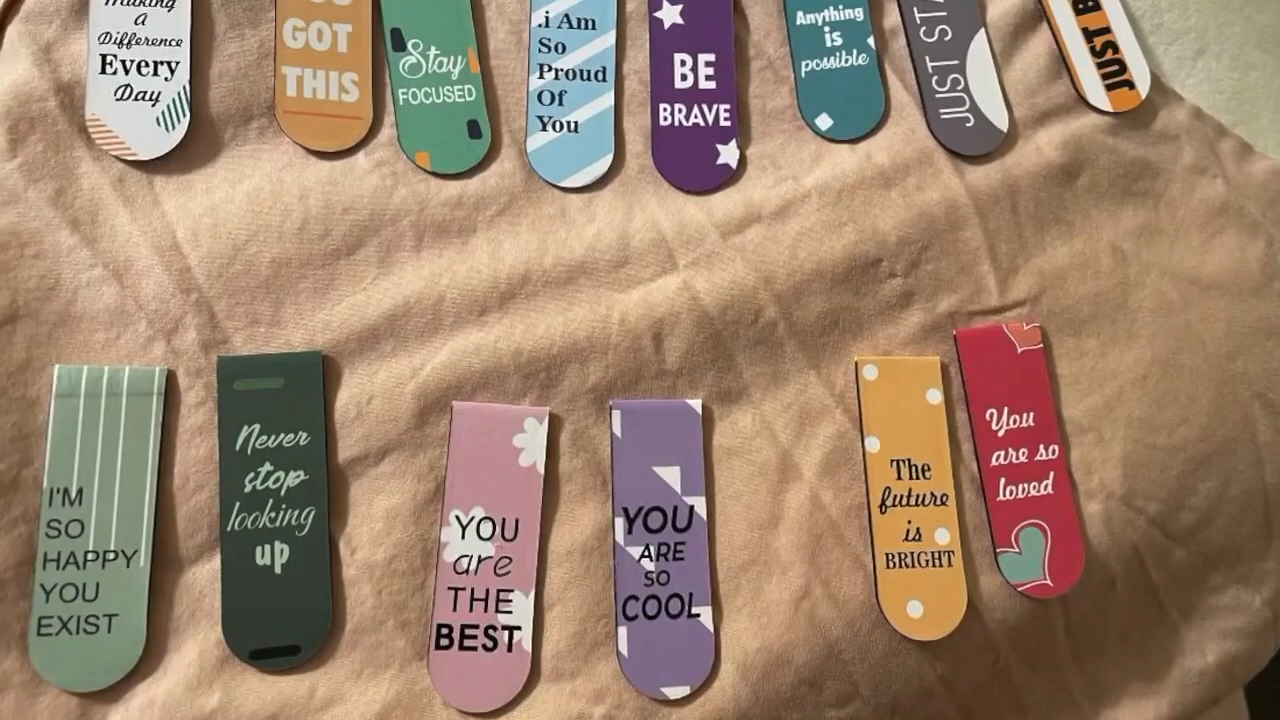 Making
A
Difference
Every
Day
GOT
THIS
Stay
FOCUSED
.i Am
So
Proud
Of
You
BE
BRAVE
Anything
is
possible
JUST
JUST
I'M
SO
HAPPY
YOU
EXIST
Never
stop
looking
up
YOU
are
THE
BEST
YOU
ARE
SO
COOL
The
future
is
BRIGHT
You
are so
loved